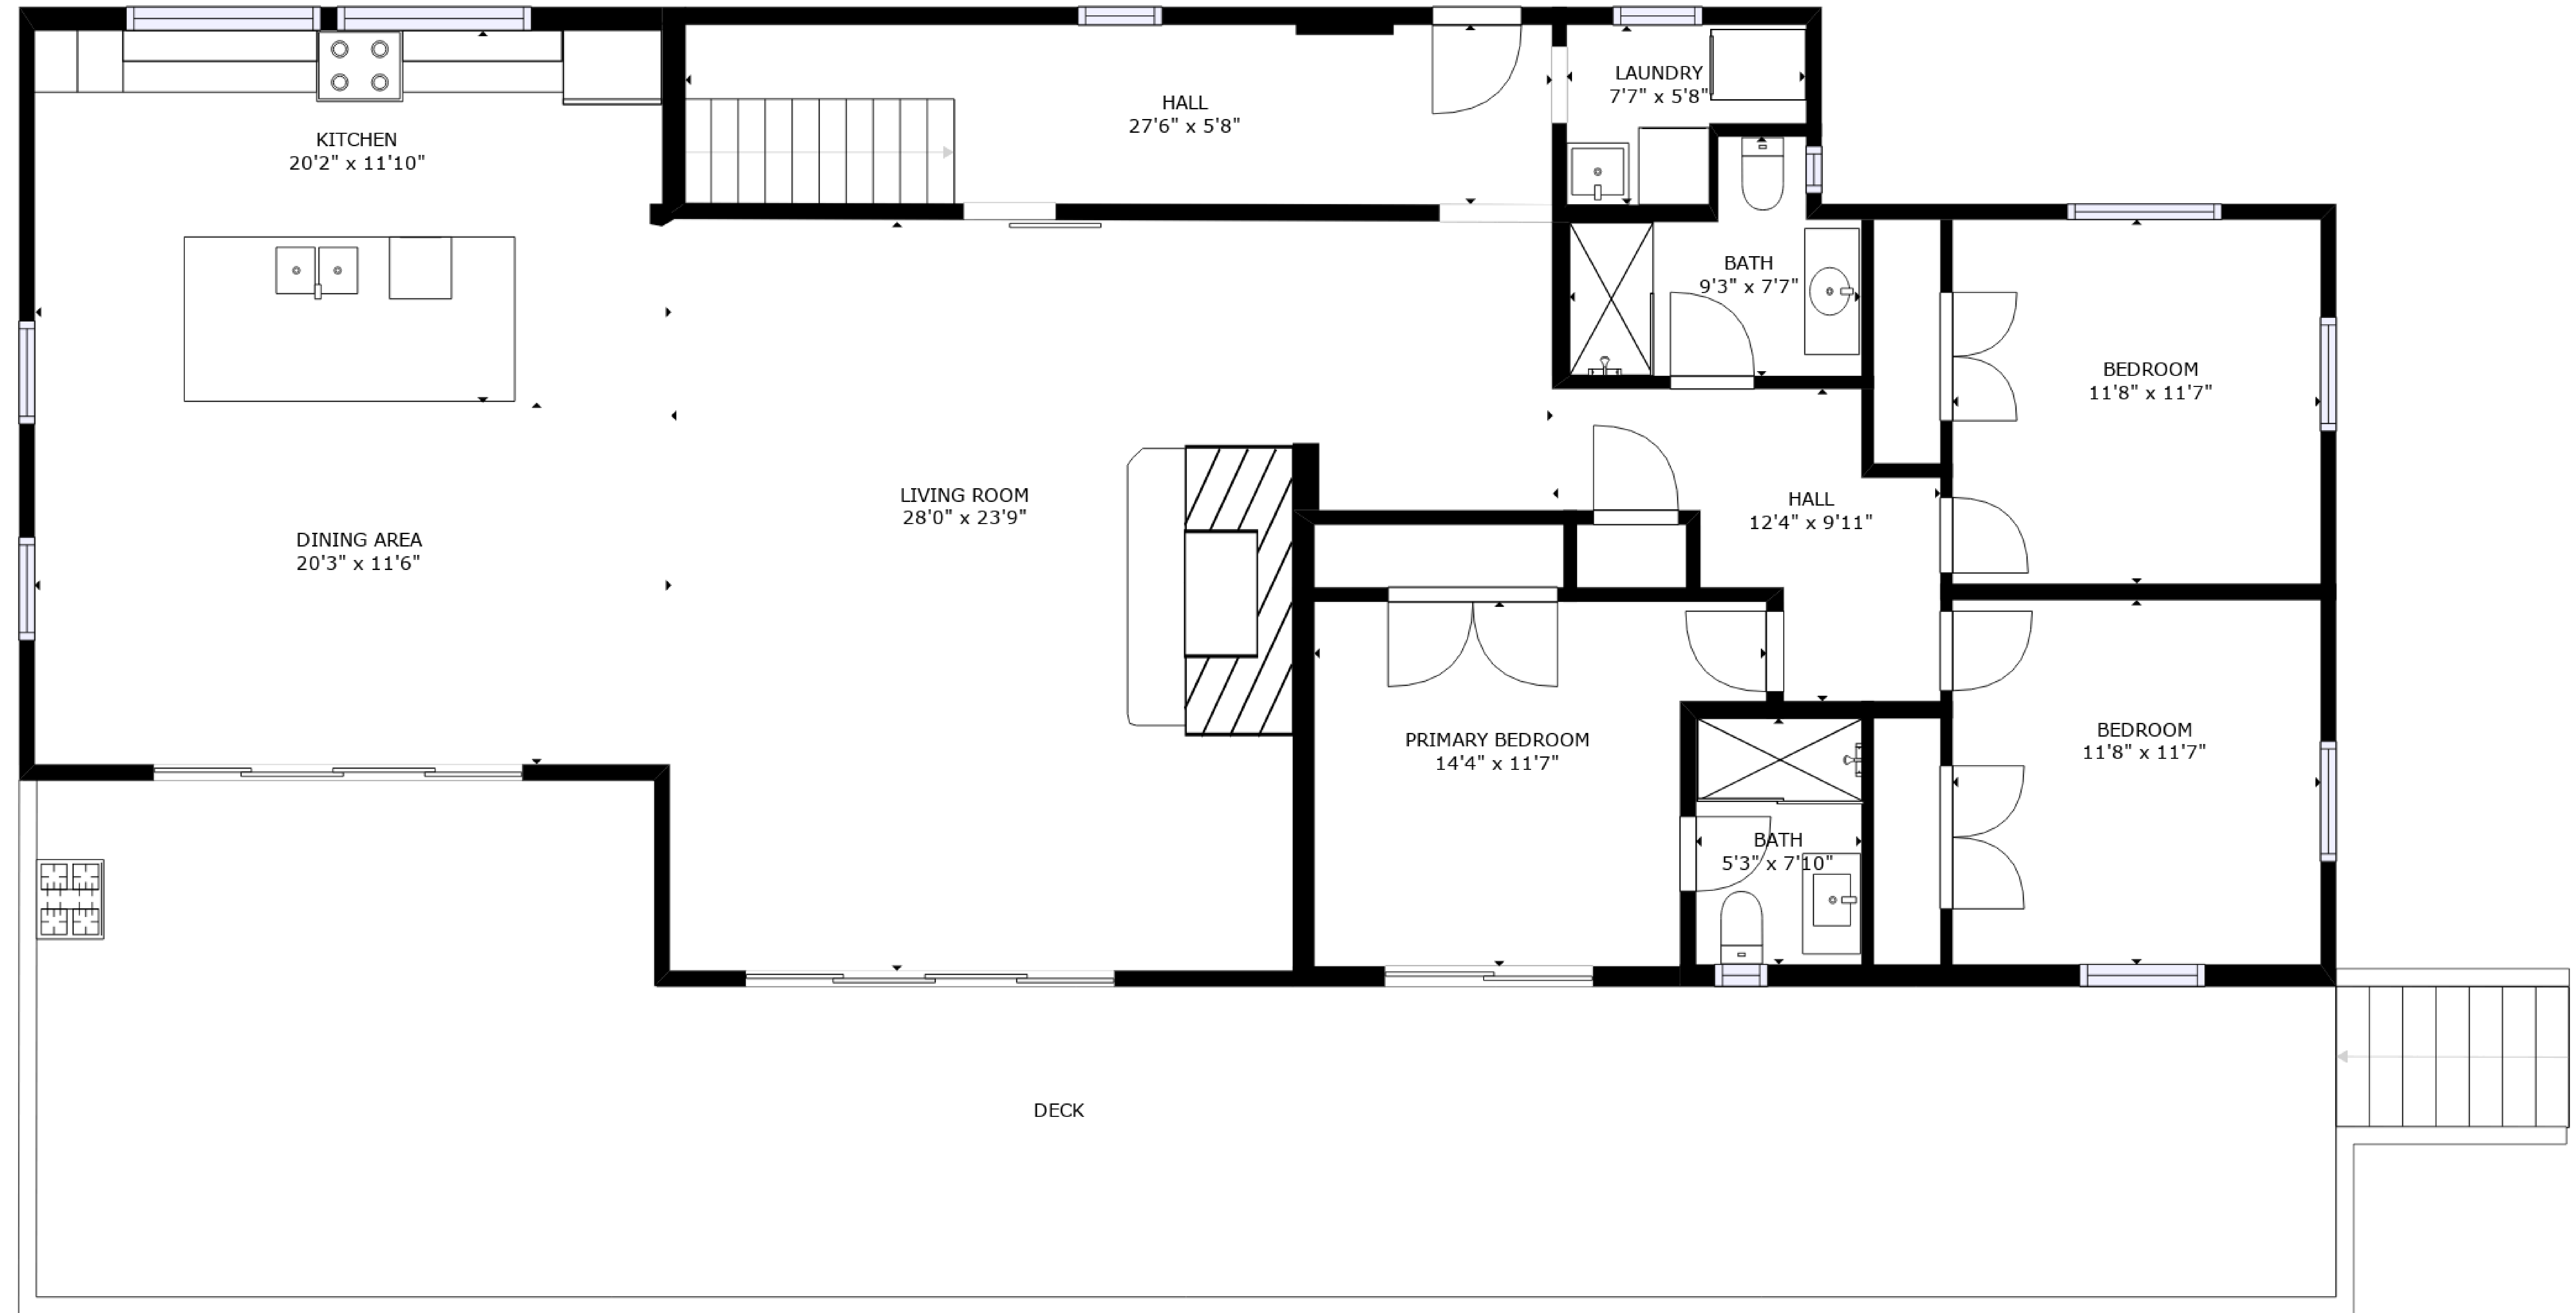 KITCHEN
20'2" x 11'10"
HALL
27'6" x 5'8"
LAUNDRY
7'7" x 5'8"
BATH
9'3" x 7'7"
BEDROOM
11'8" x 11'7"
LIVING ROOM
28'0" x 23'9"
HALL
12'4" x 9'11"
DINING AREA
20'3" x 11'6"
PRIMARY BEDROOM
14'4" x 11'7"
BATH
5'3" x 7'10"
BEDROOM
11'8" x 11'7"
DECK